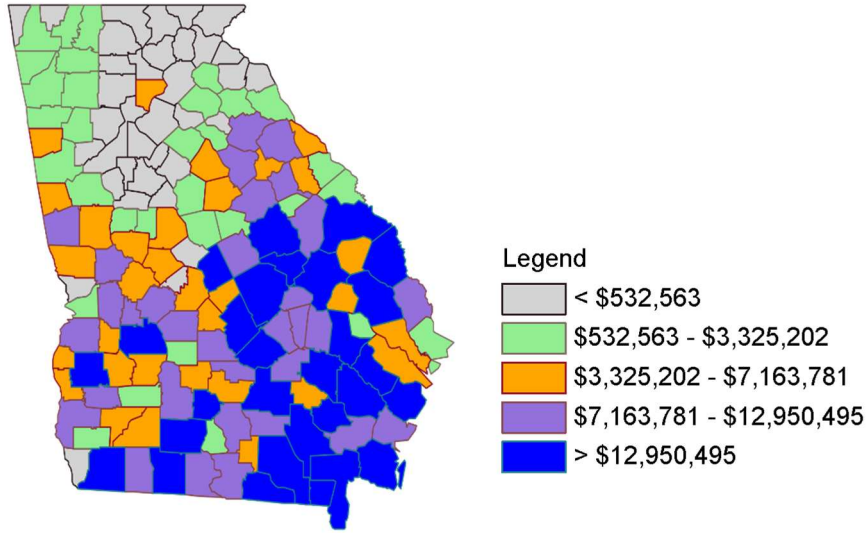 Legend
< $532,563
$532,563 - $3,325,202
$3,325,202 - $7,163,781
$7,163,781 - $12,950,495
> $12,950,495